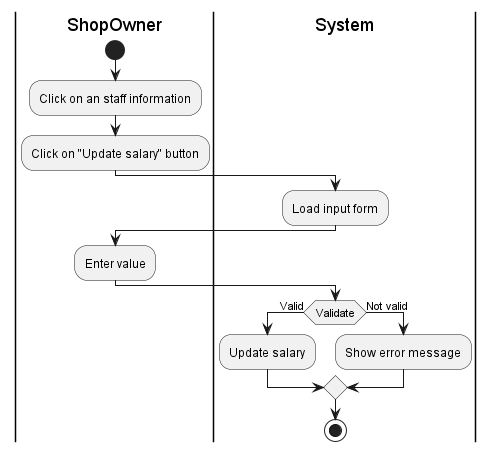 ShopOwner
System
Click on an staff information
Click on "Update salary" button
Load input form
Enter value
Valid
Validate
Not valid
Update salary
Show error message